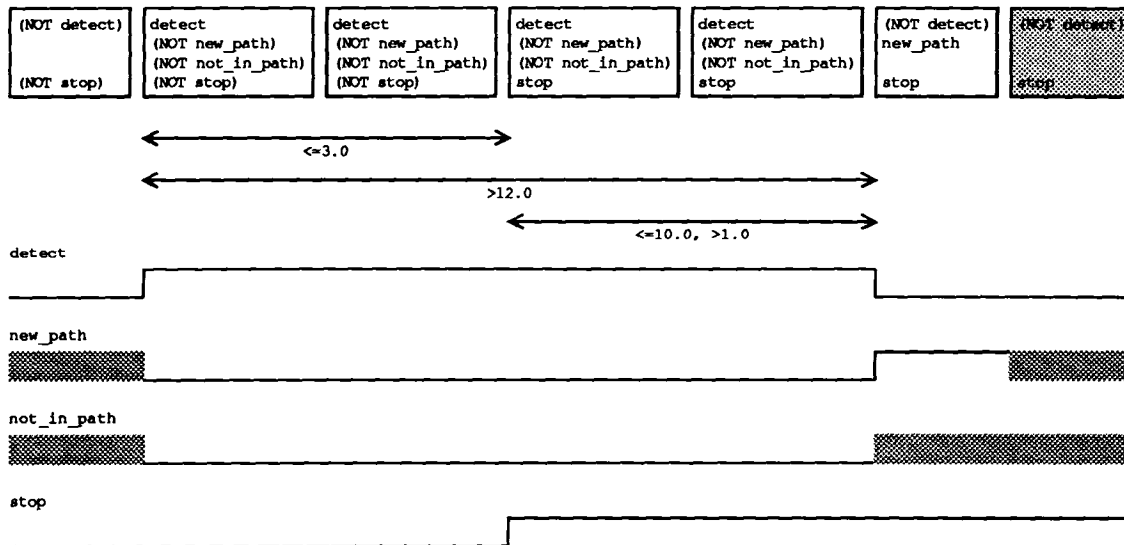 (NOT detect)
(NOT stop)
detect
(NOT new_path)
(NOT not_in_path)
(NOT stop)
detect
(NOT new_path)
(NOT not_in_path)
(NOT stop)
detect
(NOT new_path)
(NOT not_in_path)
stop
detect
(NOT new_path)
(NOT not_in_path)
stop
(NOT detect)
new_path
stop
(NOT detect)
stop
<=3.0
>12.0
<=10.0, >1.0
detect
new_path
not_in_path
stop